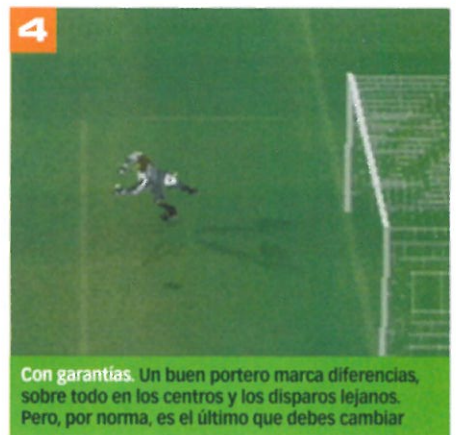 4
Con garantías. Un buen portero marca diferencias,
sobre todo en los centros y los disparos lejanos.
Pero, por norma, es el último que debes cambiar